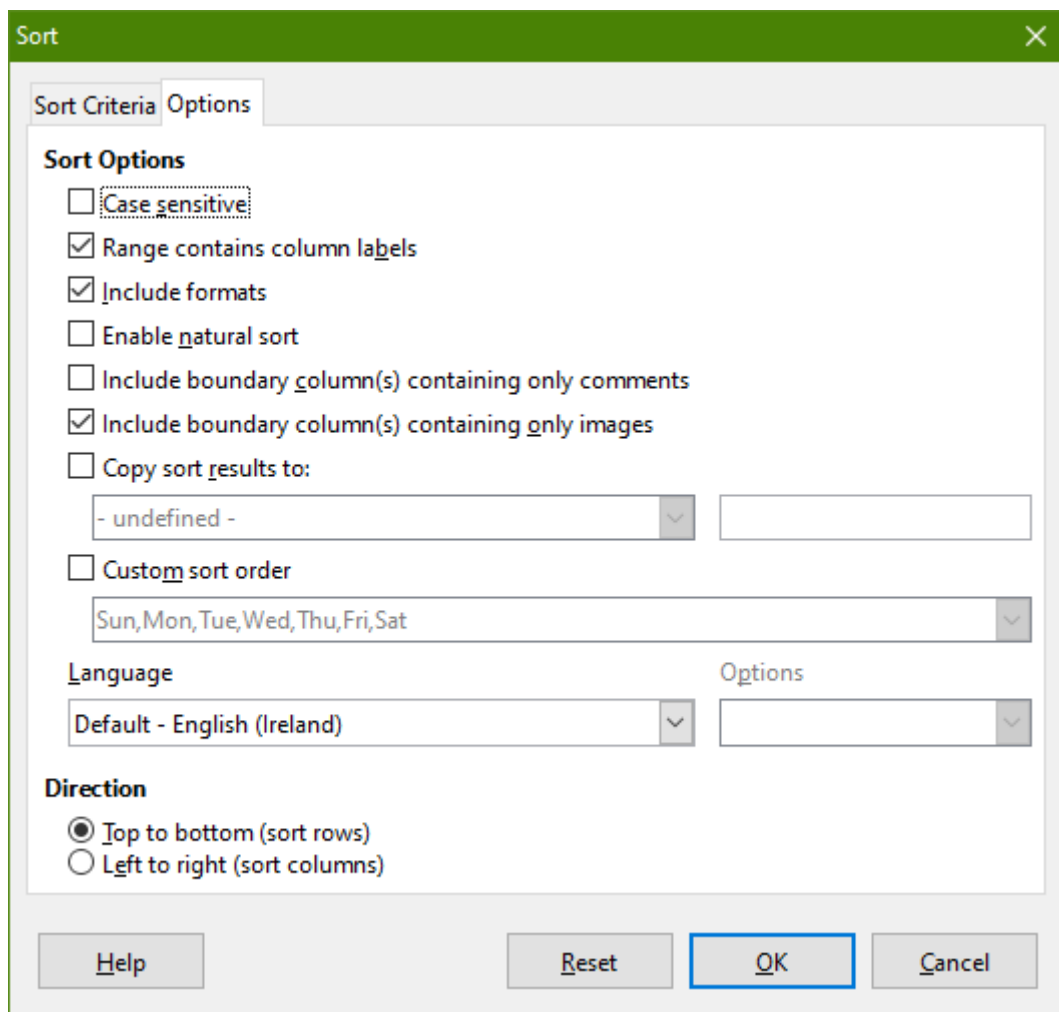 Sort
Sort Criteria Options
Sort Options
Case sensitive
Range contains column labels
Include formats
Enable natural sort
Include boundary column(s) containing only comments
Include boundary column(s) containing only images
Copy sort results to:
- undefined -
Custom sort order
Sun,Mon,Tue,Wed,Thu,Fri,Sat
Language Options
Default - English (Ireland)
Direction
Top to bottom (sort rows)
Left to right (sort columns)
Help Reset OK Cancel